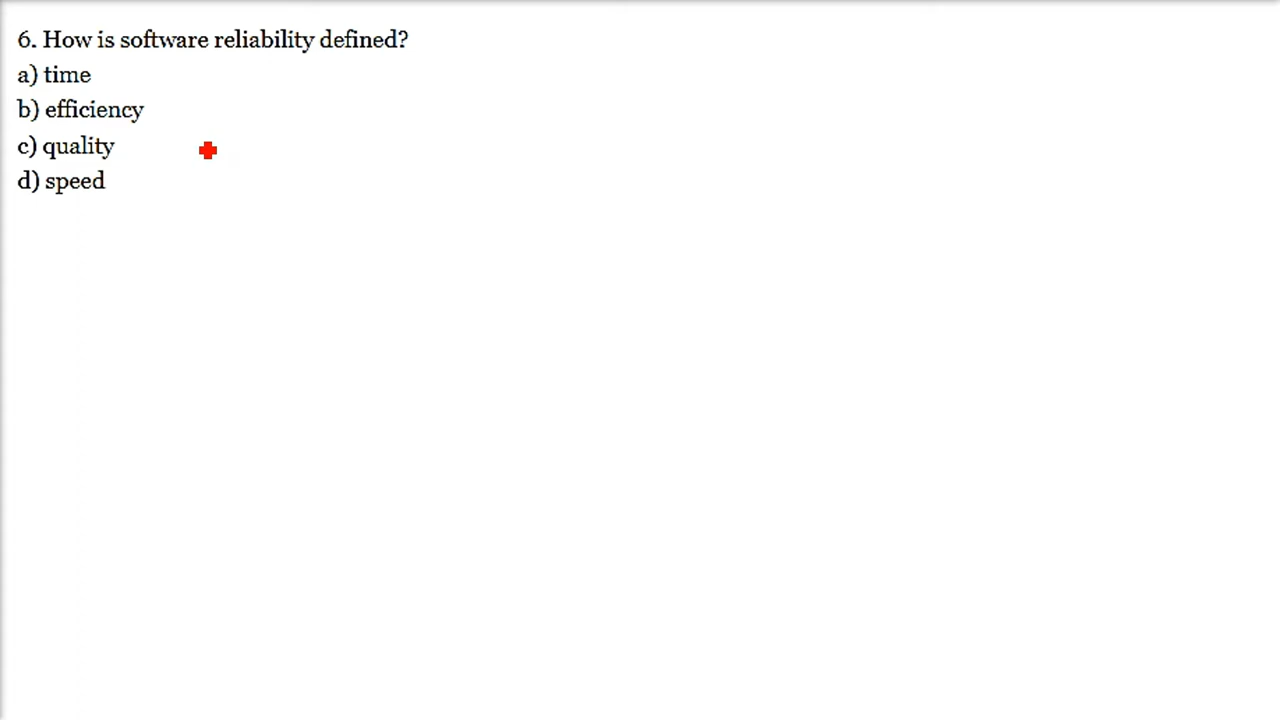 6. How is software reliability defined?
a) time
b) efficiency
c) quality
d) speed